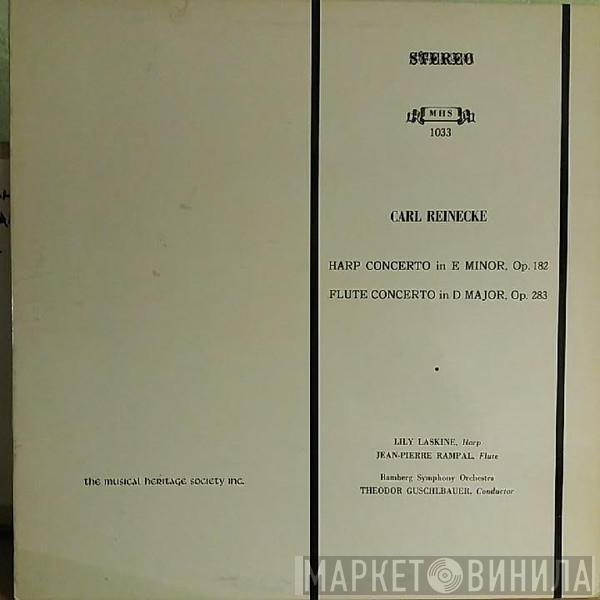 STEREO
MHS
1033
CARL REINECKE
HARP CONCERTO in E MINOR, Op. 182
FLUTE CONCERTO in D MAJOR, Op. 283
LILY LASKINE, Harp
JEAN-PIERRE RAMPAL, Flute
Bamberg Symphony Orchestra
THEODOR GUSCHLBAUER, Conductor
the musical heritage society inc.
МАРКЕТ ВИНИЛА